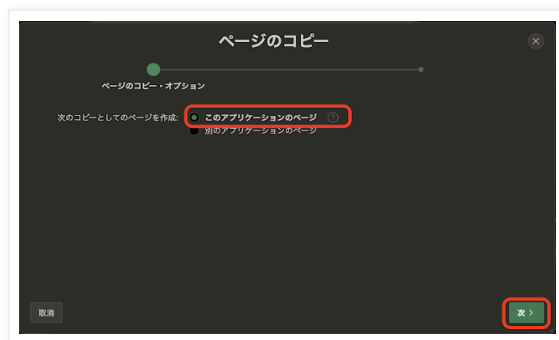 ページのコピー
ページのコピー・オプション
次のコピーとしてのページを作成: このアプリケーションのページ
別のアプリケーションのページ
取消 次 >